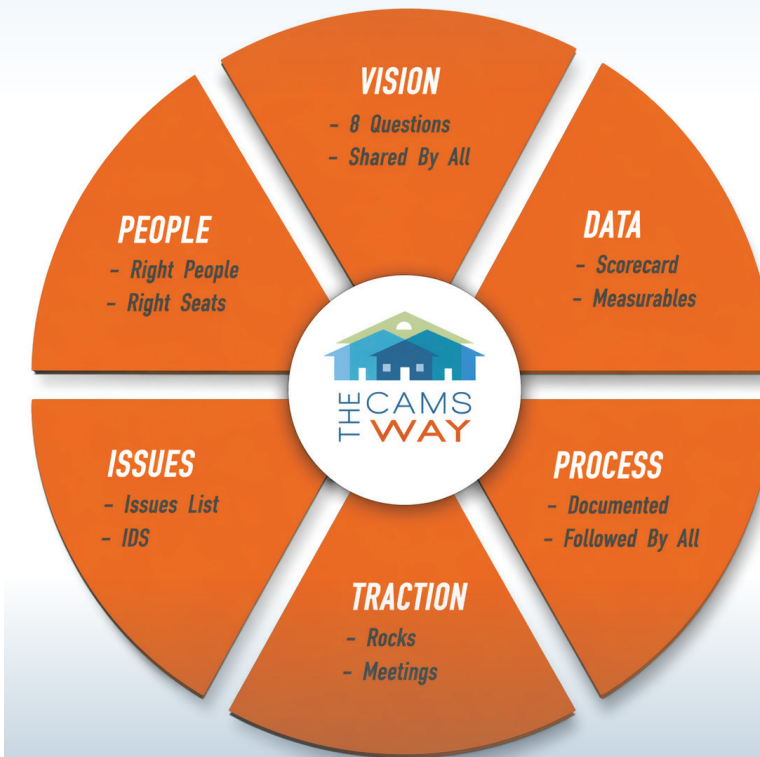 VISION
- 8 Questions
- Shared By All
DATA
- Scorecard
- Measurables
PROCESS
- Documented
- Followed By All
TRACTION
- Rocks
- Meetings
ISSUES
- Issues List
- IDS
PEOPLE
- Right People
- Right Seats
THE
CAMS
WAY